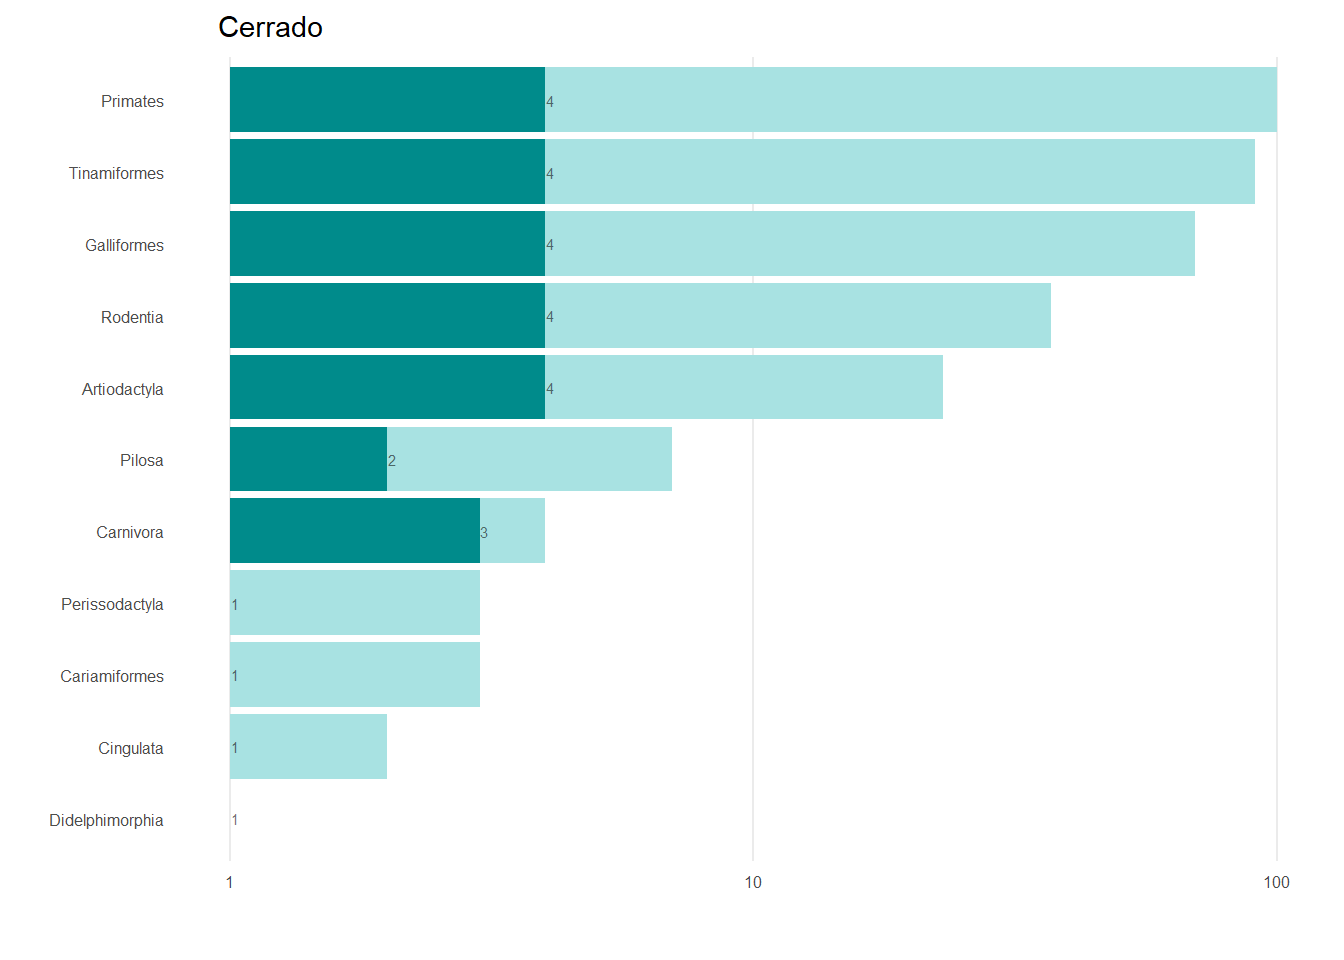 Cerrado
Primates 4
Tinamiformes 4
Galliformes 4
Rodentia 4
Artiodactyla 4
Pilosa 2
Carnivora 3
Perissodactyla 1
Cariamiformes 1
Cingulata 1
Didelphimorphia 1
1 10 100